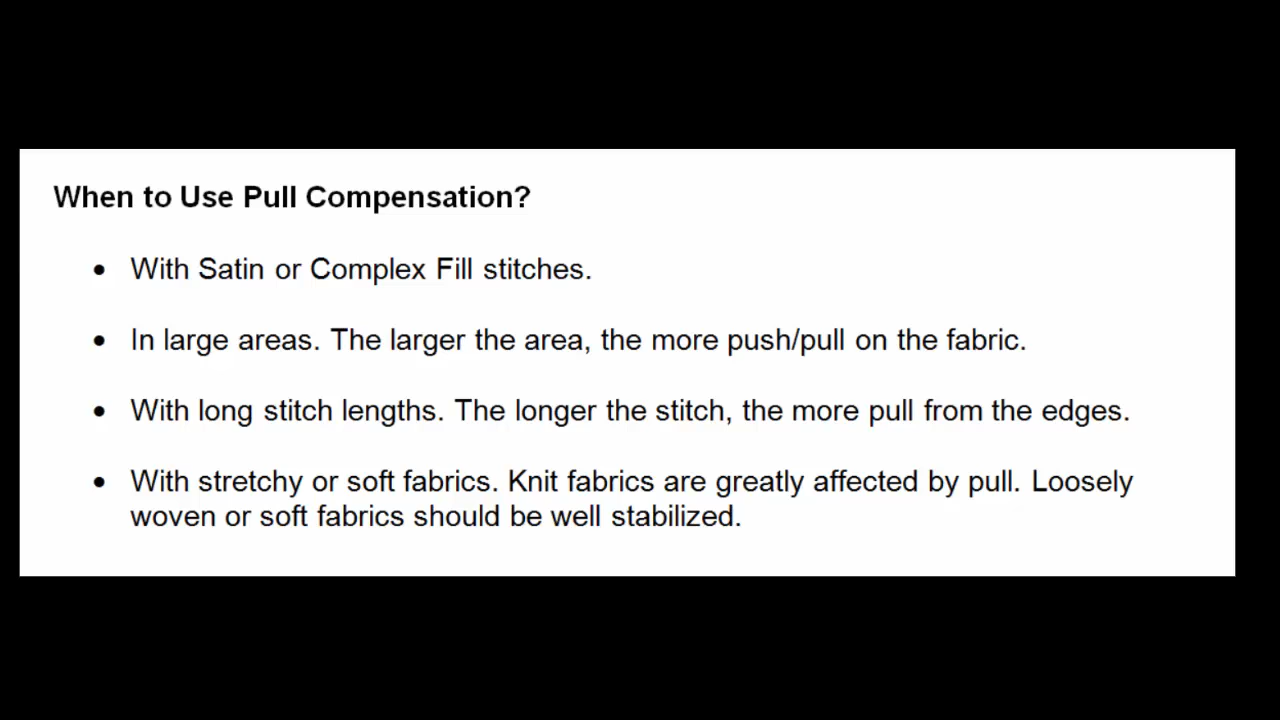 When to Use Pull Compensation?
• With Satin or Complex Fill stitches.
• In large areas. The larger the area, the more push/pull on the fabric.
• With long stitch lengths. The longer the stitch, the more pull from the edges.
• With stretchy or soft fabrics. Knit fabrics are greatly affected by pull. Loosely
woven or soft fabrics should be well stabilized.